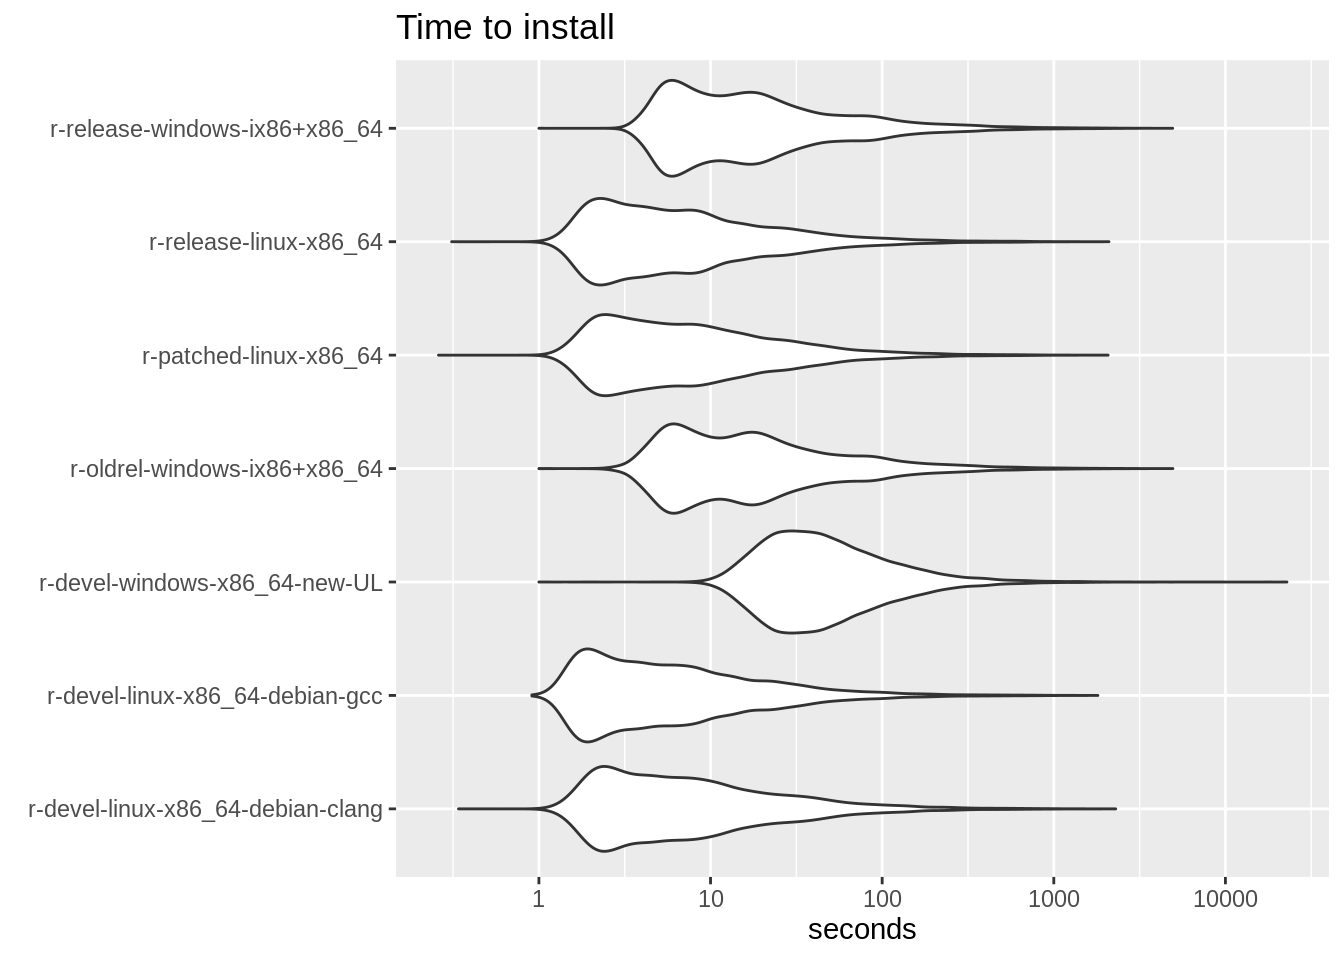 Time to install
r-release-windows-ix86+x86_64
r-release-linux-x86_64
r-patched-linux-x86_64
r-oldrel-windows-ix86+x86_64
r-devel-windows-x86_64-new-UL
r-devel-linux-x86_64-debian-gcc
r-devel-linux-x86_64-debian-clang
1 10 100 1000 10000
seconds